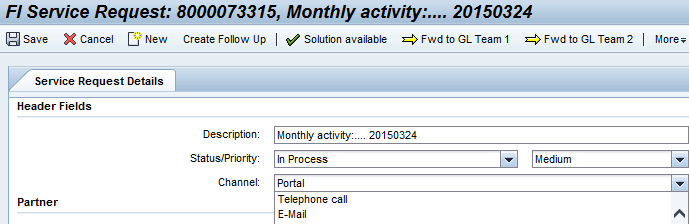 FI Service Request: 8000073315, Monthly activity:.... 20150324
Save Cancel New Create Follow Up Solution available Fwd to GL Team 1 Fwd to GL Team 2 More
Service Request Details
Header Fields
Description: Monthly activity:.... 20150324
Status/Priority: In Process Medium
Channel: Portal
Telephone call
Partner
E-Mail